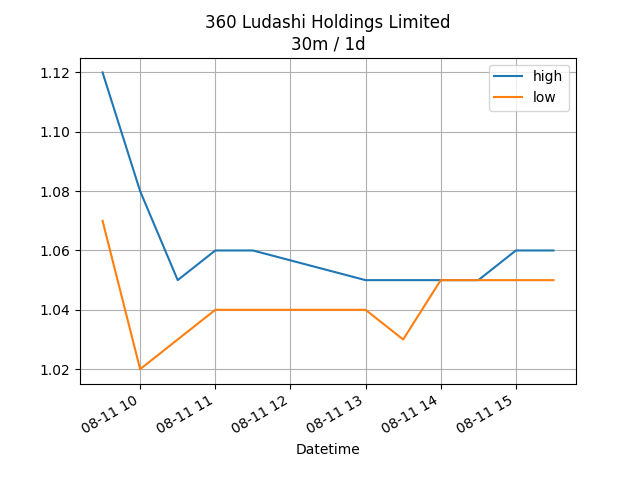 360 Ludashi Holdings Limited
30m / 1d
high
low
1.12
1.10
1.08
1.06
1.04
1.02
08-11 10
08-11 11
08-11 12
08-11 13
08-11 14
08-11 15
Datetime